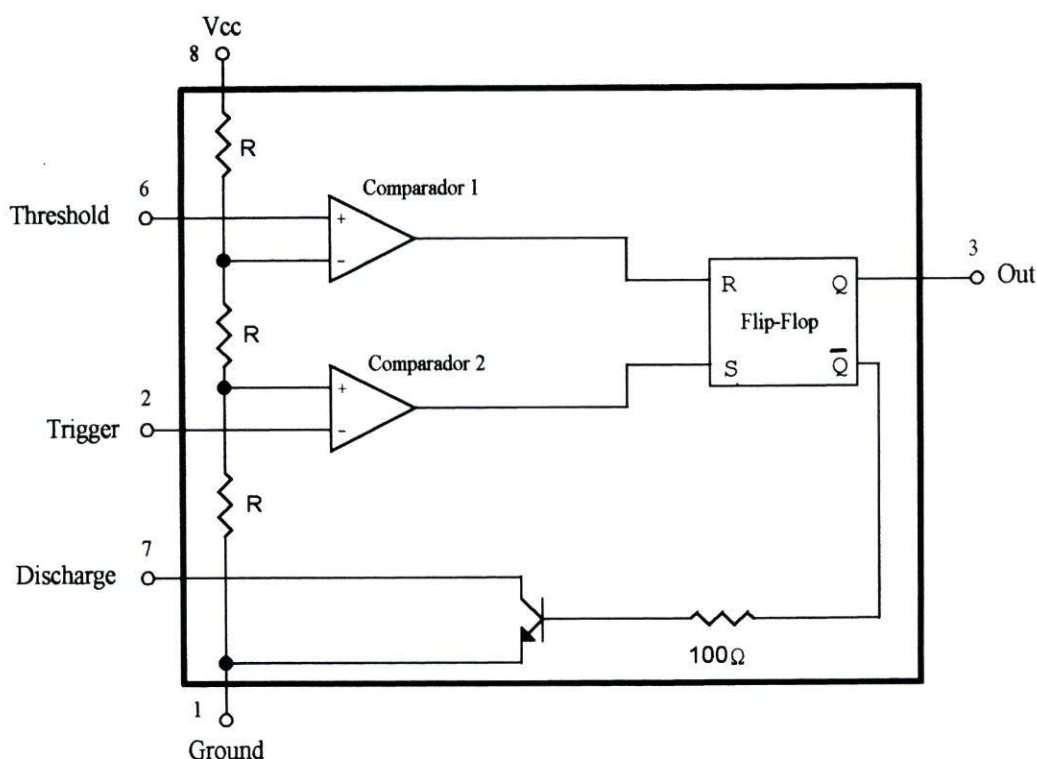 Vcc
8
R
6
Threshold
Comparador 1
+
−
3
Out
R Q
Flip-Flop
S Q̅
R
Comparador 2
+
−
2
Trigger
R
7
Discharge
100Ω
1
Ground